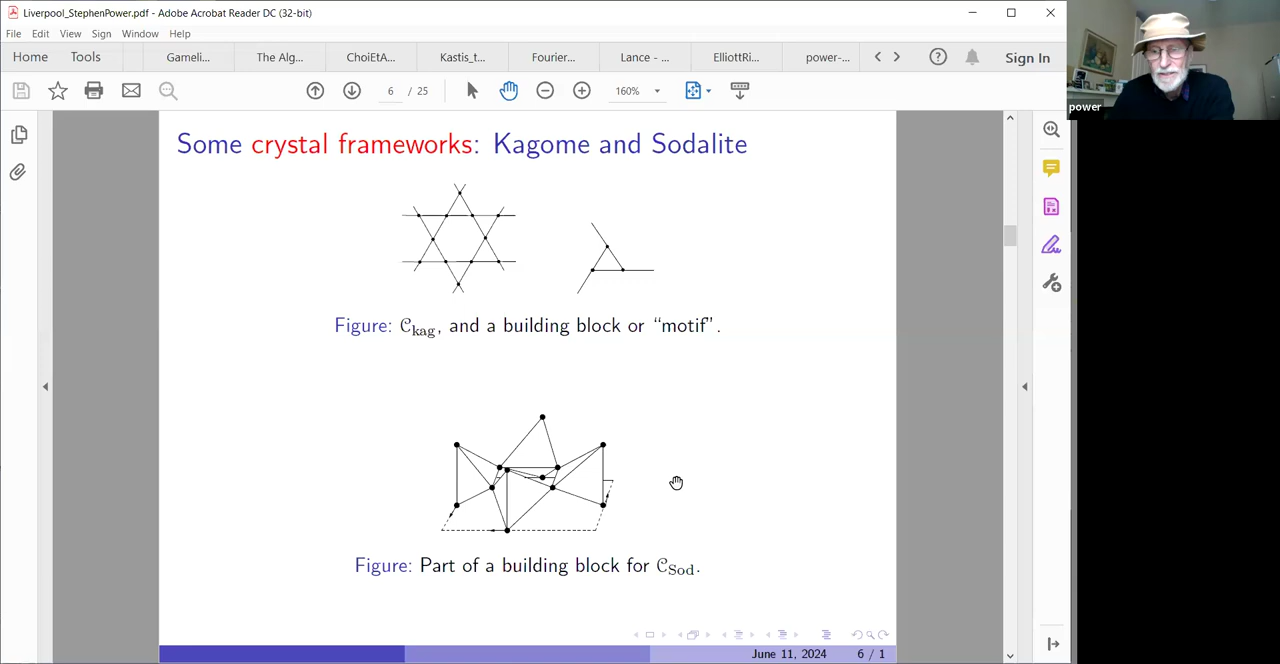 Liverpool_StephenPower.pdf - Adobe Acrobat Reader DC (32-bit)
File Edit View Sign Window Help
Home Tools Gameli... The Alg... ChoiEtA... Kastis_t... Fourier... Lance - ... ElliottRi... power-... Sign In
6 / 25 160%
power
Some crystal frameworks: Kagome and Sodalite
Figure: 𝒞kag, and a building block or “motif”.
Figure: Part of a building block for 𝒞Sod.
June 11, 2024 6 / 1